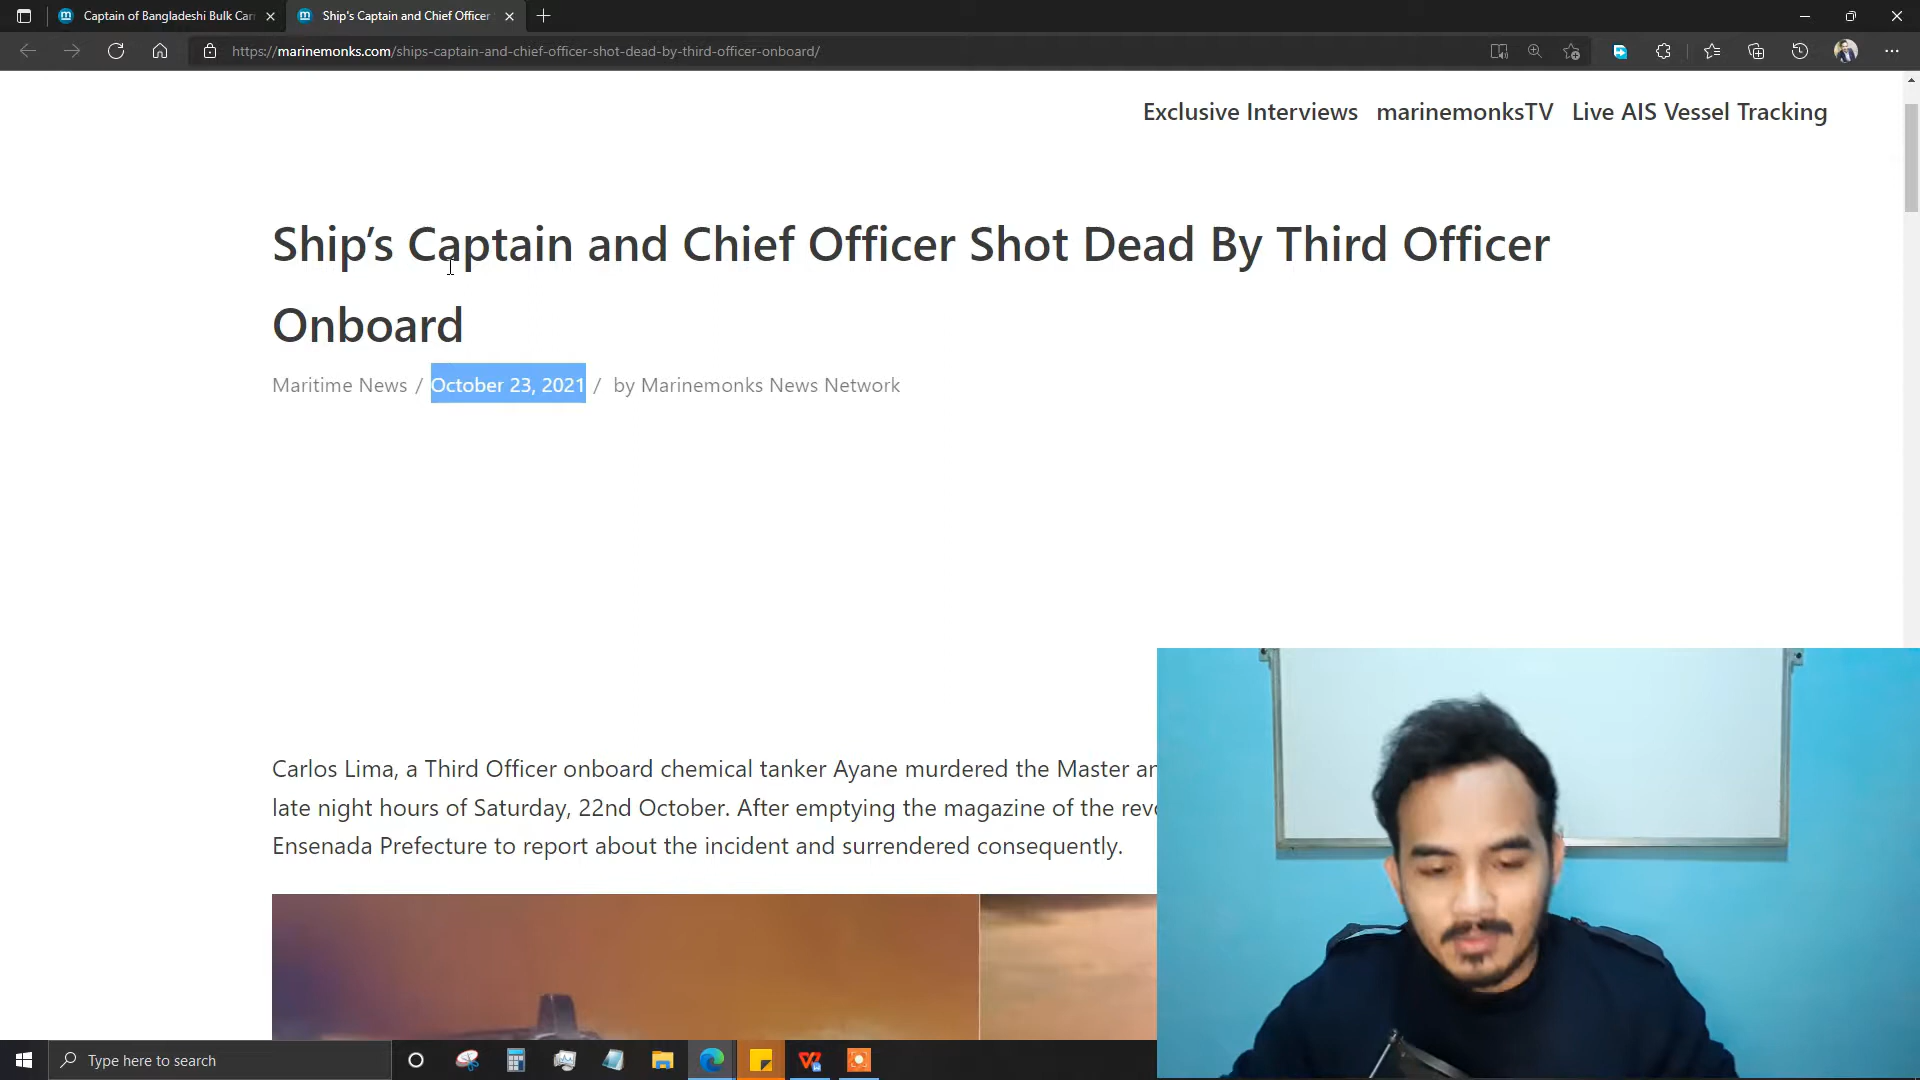 Captain of Bangladeshi Bulk Car
Ship's Captain and Chief Officer
https://marinemonks.com/ships-captain-and-chief-officer-shot-dead-by-third-officer-onboard/
Exclusive Interviews marinemonksTV Live AIS Vessel Tracking
Ship’s Captain and Chief Officer Shot Dead By Third Officer
Onboard
Maritime News / October 23, 2021 / by Marinemonks News Network
Carlos Lima, a Third Officer onboard chemical tanker Ayane murdered the Master an
late night hours of Saturday, 22nd October. After emptying the magazine of the revo
Ensenada Prefecture to report about the incident and surrendered consequently.
Type here to search